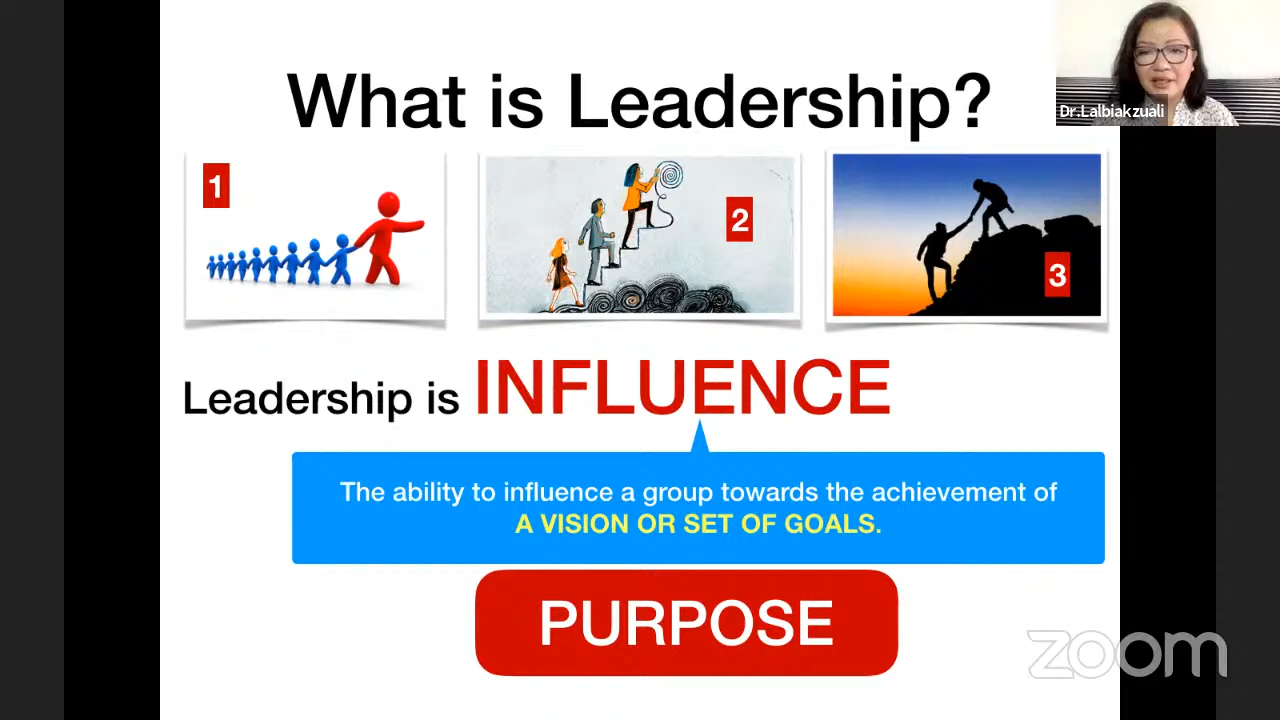 What is Leadership?
Dr.Lalbiakzuali
1
2
3
Leadership is INFLUENCE
The ability to influence a group towards the achievement of
A VISION OR SET OF GOALS.
PURPOSE
zoom